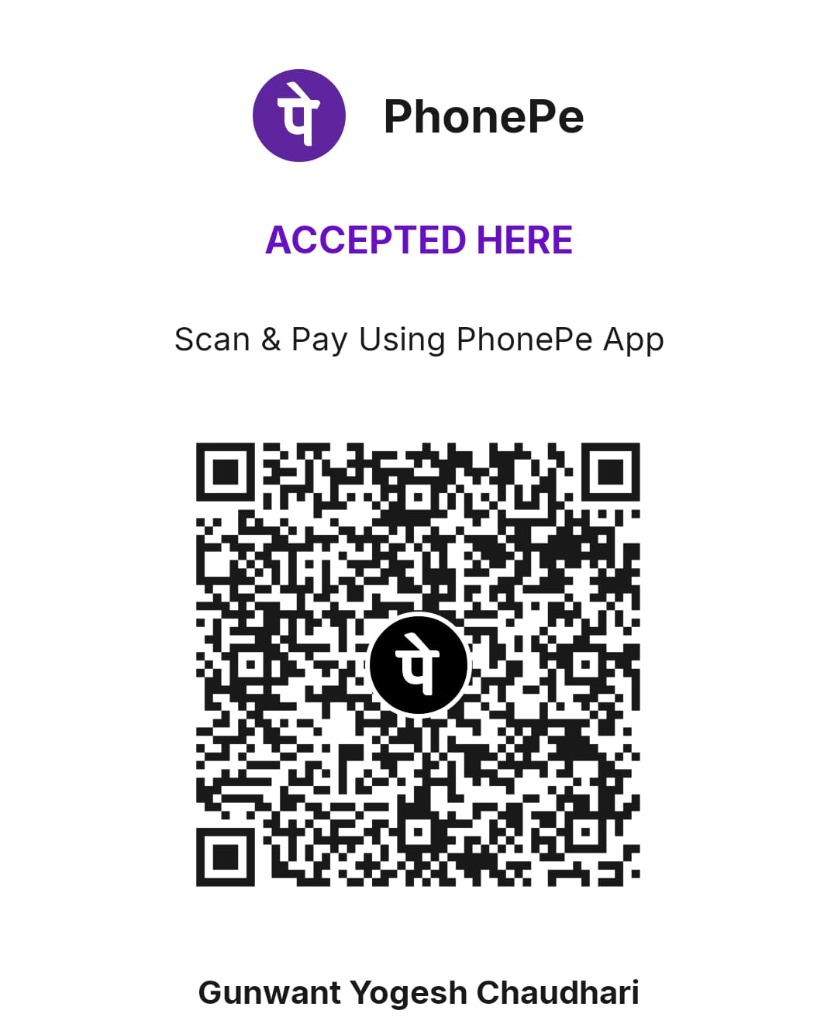 पे PhonePe
ACCEPTED HERE
Scan & Pay Using PhonePe App
पे
Gunwant Yogesh Chaudhari